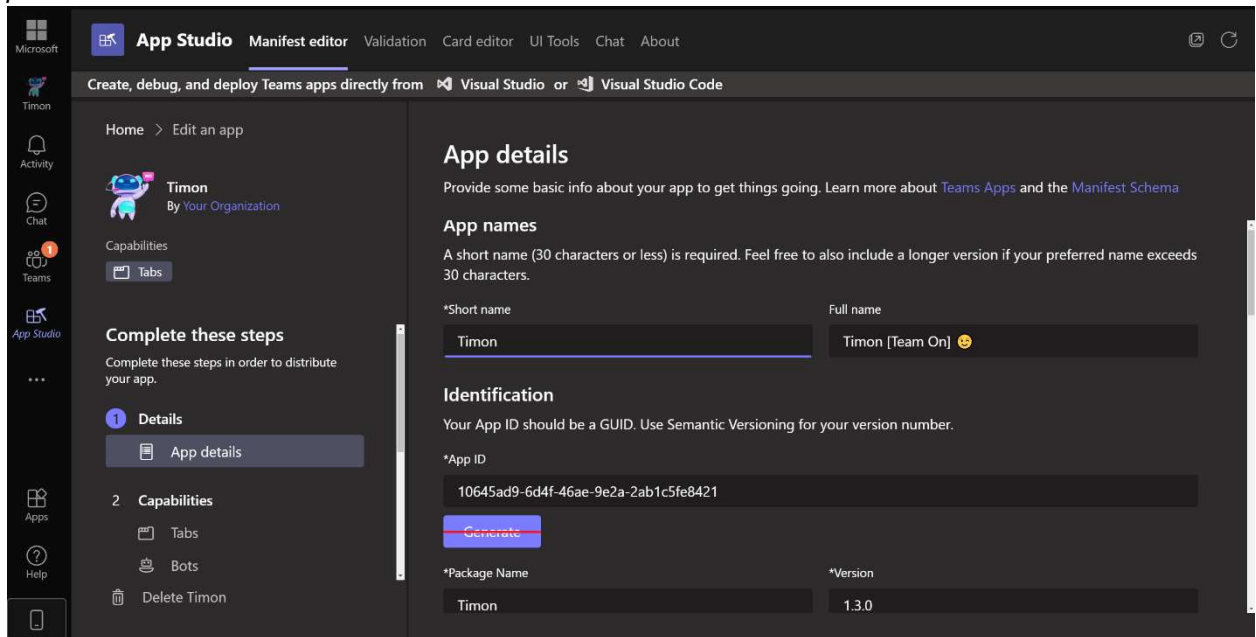 Microsoft
Timon
Activity
Chat
1
Teams
App Studio
Apps
Help
App Studio Manifest editor Validation Card editor UI Tools Chat About
Create, debug, and deploy Teams apps directly from Visual Studio or Visual Studio Code
Home > Edit an app
Timon
By Your Organization
Capabilities
Tabs
Complete these steps
Complete these steps in order to distribute
your app.
1 Details
App details
2 Capabilities
Tabs
Bots
Delete Timon
App details
Provide some basic info about your app to get things going. Learn more about Teams Apps and the Manifest Schema
App names
A short name (30 characters or less) is required. Feel free to also include a longer version if your preferred name exceeds
30 characters.
*Short name Full name
Timon Timon [Team On] 😉
Identification
Your App ID should be a GUID. Use Semantic Versioning for your version number.
*App ID
10645ad9-6d4f-46ae-9e2a-2ab1c5fe8421
Generate
*Package Name *Version
Timon 1.3.0